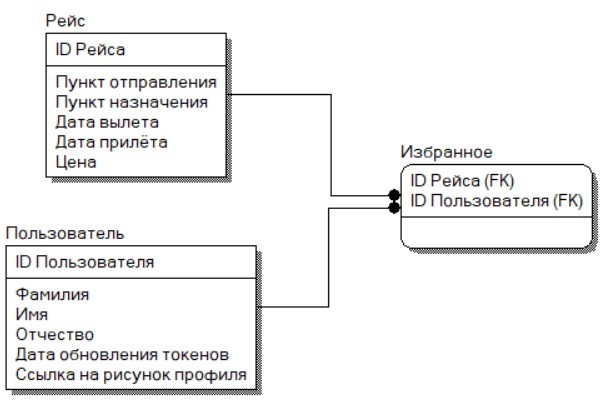 Рейс
ID Рейса
Пункт отправления
Пункт назначения
Дата вылета
Дата прилёта
Цена
Избранное
ID Рейса (FK)
ID Пользователя (FK)
Пользователь
ID Пользователя
Фамилия
Имя
Отчество
Дата обновления токенов
Ссылка на рисунок профиля